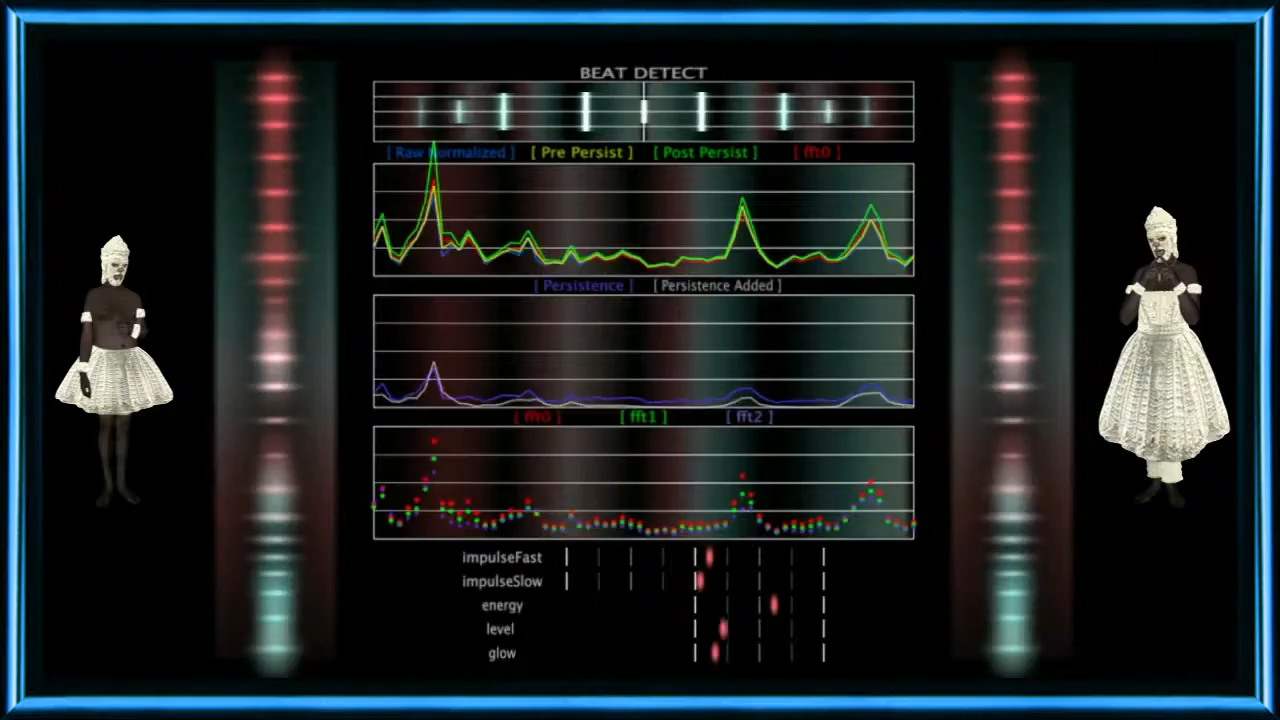 BEAT DETECT
[ Raw Normalized ] [ Pre Persist ] [ Post Persist ] [ fft0 ]
[ Persistence ] [ Persistence Added ]
[ fft0 ] [ fft1 ] [ fft2 ]
impulseFast
impulseSlow
energy
level
glow